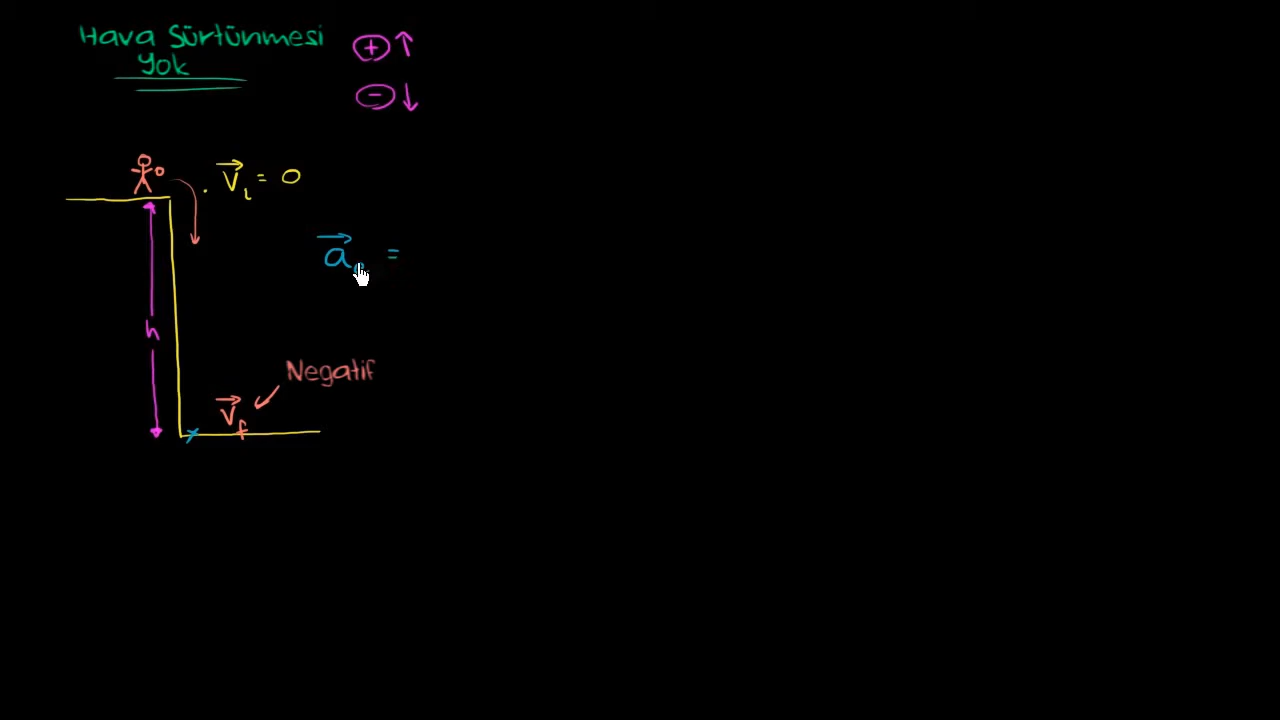 Hava Sürtünmesi
Yok
+ ↑
- ↓
V⃗i = 0
a⃗ =
h
Negatif
V⃗f